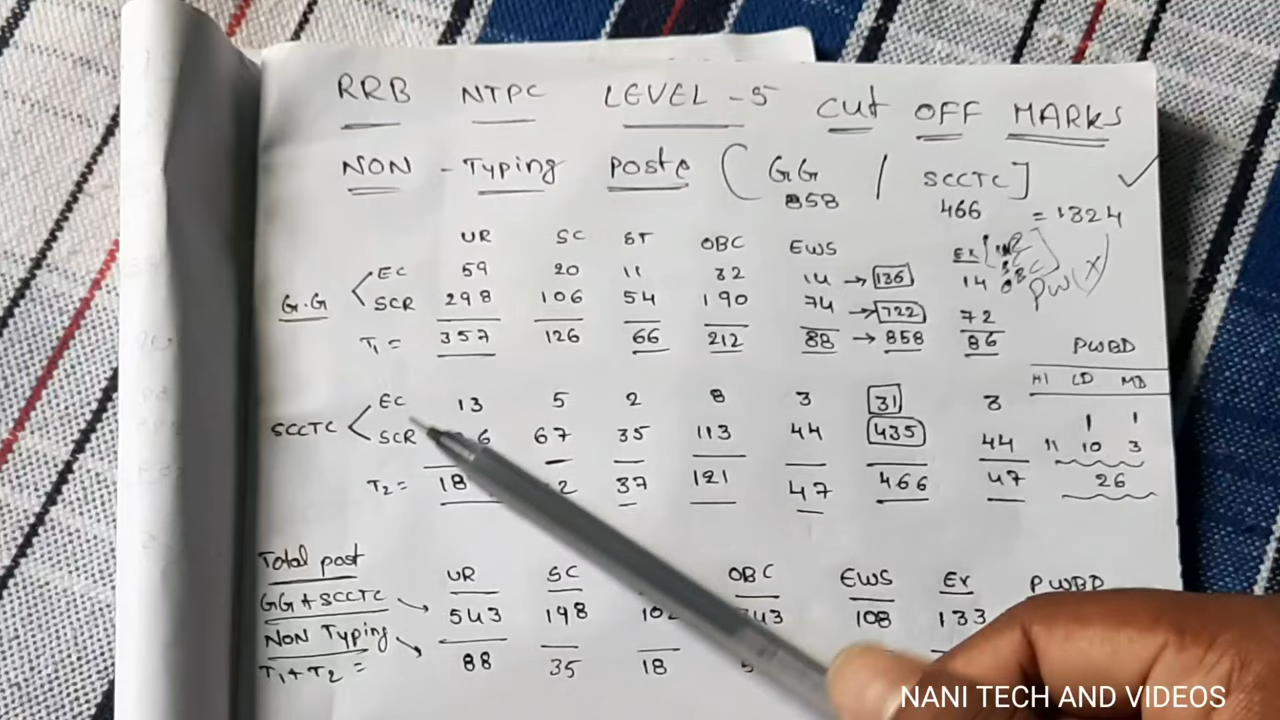 RRB NTPC LEVEL-5 CUT OFF MARKS
NON-Typing Posts ( GG / SCCTC ]
858 466 = 1324
UR SC ST OBC EWS Ex
EC 59 20 11 32 14 → 136 14
G.G
SCR 298 106 54 190 74 → 722 72
PW(X)
T1 = 357 126 66 212 88 → 858 86
PWBD
HI LD MD
EC 13 5 2 8 3 31 3 1 1
SCCTC
SCR 6 67 35 113 44 435 44 11 10 3
T2 = 18 2 37 121 47 466 47 26
Total post
UR SC OBC EWS Ex PWBD
GG+SCCTC → 543 198 108 133
NON Typing
T1+T2 = 88 35 18
NANI TECH AND VIDEOS